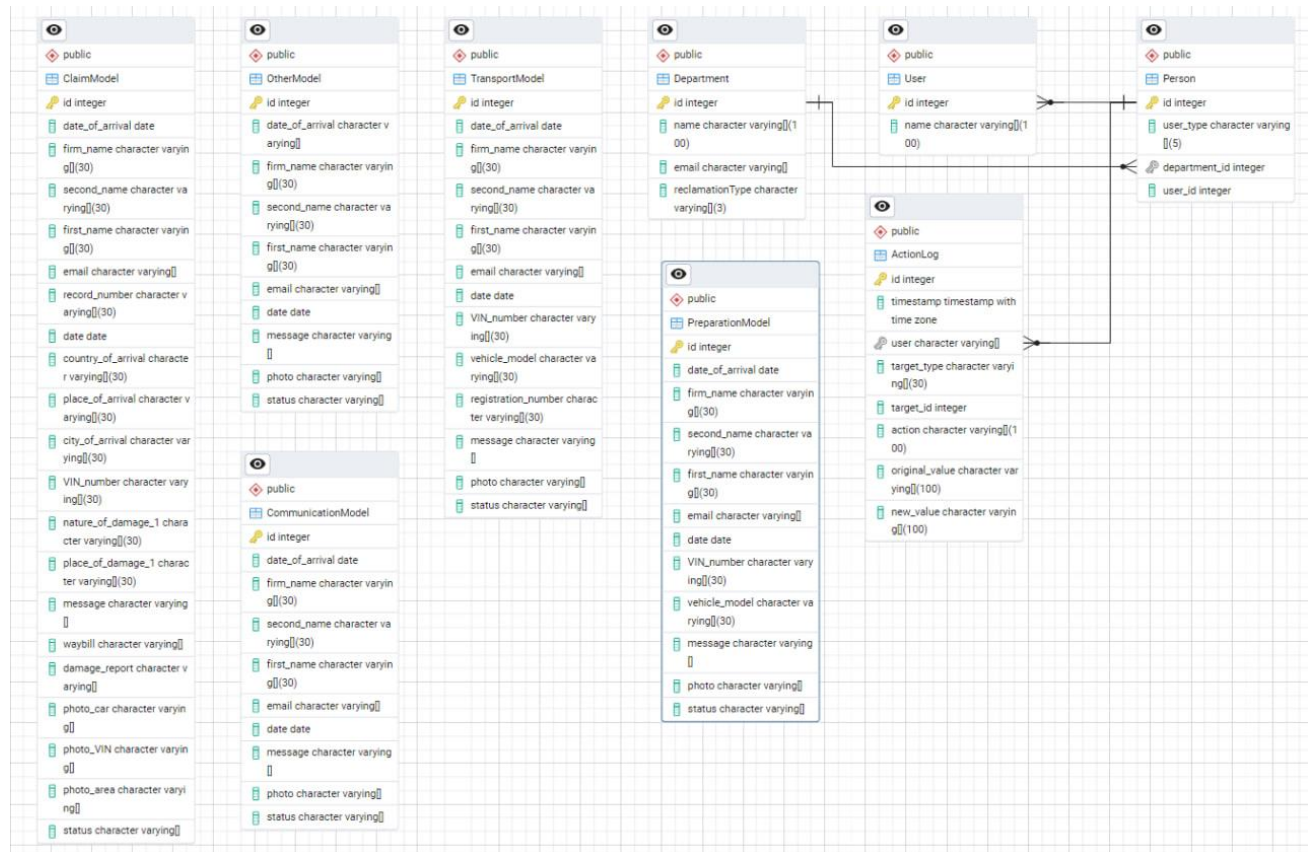 public
ClaimModel
id integer
date_of_arrival date
firm_name character varyin
g[](30)
second_name character va
rying[](30)
first_name character varyin
g[](30)
email character varying[]
record_number character v
arying[](30)
date date
country_of_arrival characte
r varying[](30)
place_of_arrival character v
arying[](30)
city_of_arrival character var
ying[](30)
VIN_number character vary
ing[](30)
nature_of_damage_1 chara
cter varying[](30)
place_of_damage_1 charac
ter varying[](30)
message character varying
[]
waybill character varying[]
damage_report character v
arying[]
photo_car character varyin
g[]
photo_VIN character varyin
g[]
photo_area character varyi
ng[]
status character varying[]
public
OtherModel
id integer
date_of_arrival character v
arying[]
firm_name character varyin
g[](30)
second_name character va
rying[](30)
first_name character varyin
g[](30)
email character varying[]
date date
message character varying
[]
photo character varying[]
status character varying[]
public
CommunicationModel
id integer
date_of_arrival date
firm_name character varyin
g[](30)
second_name character va
rying[](30)
first_name character varyin
g[](30)
email character varying[]
date date
message character varying
[]
photo character varying[]
status character varying[]
public
TransportModel
id integer
date_of_arrival date
firm_name character varyin
g[](30)
second_name character va
rying[](30)
first_name character varyin
g[](30)
email character varying[]
date date
VIN_number character vary
ing[](30)
vehicle_model character va
rying[](30)
registration_number charac
ter varying[](30)
message character varying
[]
photo character varying[]
status character varying[]
public
Department
id integer
name character varying[](1
00)
email character varying[]
reclamationType character
varying[](3)
public
PreparationModel
id integer
date_of_arrival date
firm_name character varyin
g[](30)
second_name character va
rying[](30)
first_name character varyin
g[](30)
email character varying[]
date date
VIN_number character vary
ing[](30)
vehicle_model character va
rying[](30)
message character varying
[]
photo character varying[]
status character varying[]
public
User
id integer
name character varying[](1
00)
public
ActionLog
id integer
timestamp timestamp with
time zone
user character varying[]
target_type character varyi
ng[](30)
target_id integer
action character varying[](1
00)
original_value character var
ying[](100)
new_value character varyin
g[](100)
public
Person
id integer
user_type character varying
[](5)
department_id integer
user_id integer